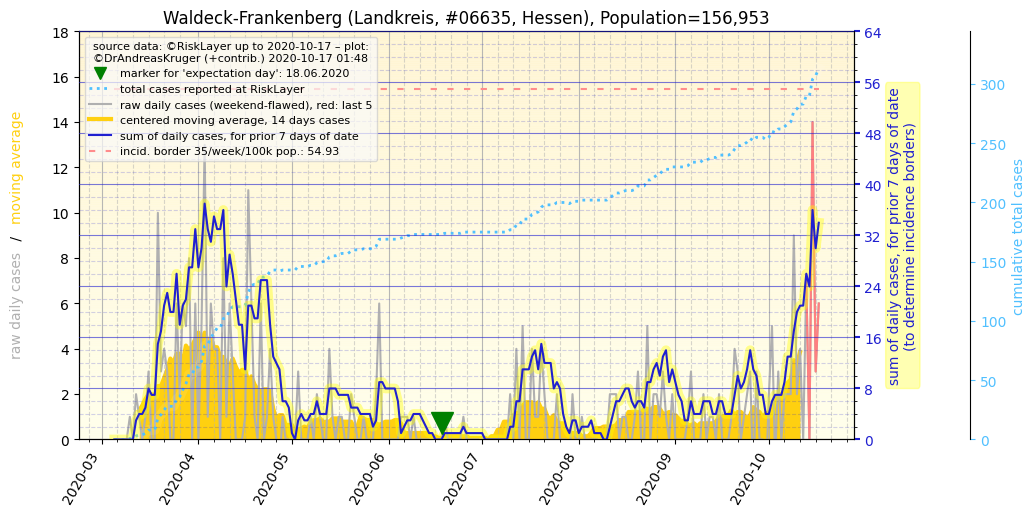 Waldeck-Frankenberg (Landkreis, #06635, Hessen), Population=156,953
source data: ©RiskLayer up to 2020-10-17 – plot:
©DrAndreasKruger (+contrib.) 2020-10-17 01:48
marker for 'expectation day': 18.06.2020
total cases reported at RiskLayer
raw daily cases (weekend-flawed), red: last 5
centered moving average, 14 days cases
sum of daily cases, for prior 7 days of date
incid. border 35/week/100k pop.: 54.93
raw daily cases / moving average
18
16
14
12
10
8
6
4
2
0
2020-03
2020-04
2020-05
2020-06
2020-07
2020-08
2020-09
2020-10
64
56
48
40
32
24
16
8
0
sum of daily cases, for prior 7 days of date
(to determine incidence borders)
300
250
200
150
100
50
0
cumulative total cases